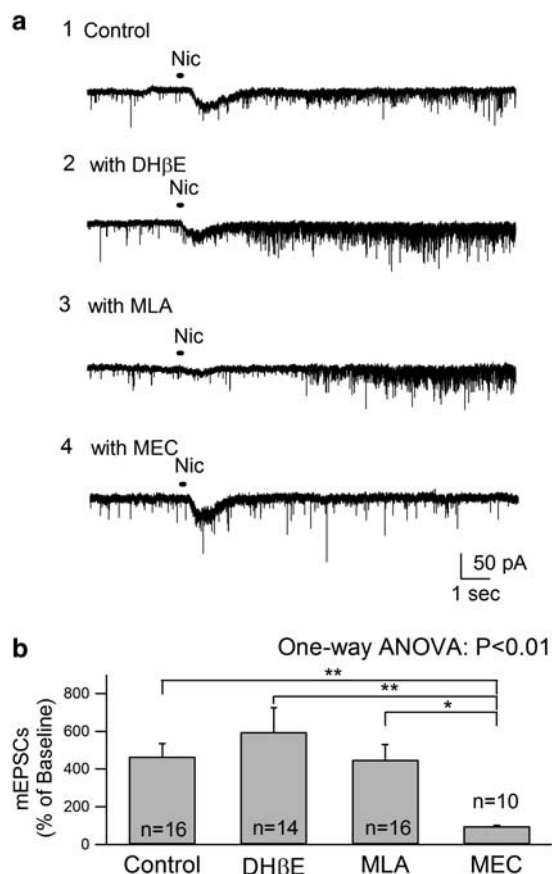 a
1 Control
Nic
2 with DHβE
Nic
3 with MLA
Nic
4 with MEC
Nic
50 pA
1 sec
b
One-way ANOVA: P<0.01
**
**
*
mEPSCs
(% of Baseline)
800
600
400
200
0
n=16
n=14
n=16
n=10
Control
DHβE
MLA
MEC